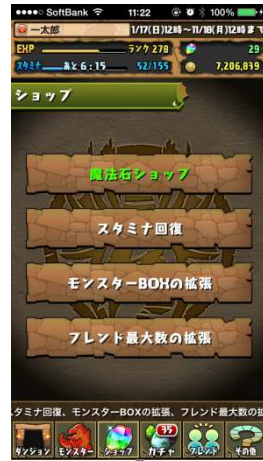 SoftBank 11:22 100%
一太郎 1/17(日)12時～11/18(月)12時まで
EXP ランク 278 29
スタミナ あと 6:15 52/155 7,206,839
ショップ
魔法石ショップ
スタミナ回復
モンスターBOXの拡張
フレンド最大数の拡張
タミナ回復、モンスターBOXの拡張、フレンド最大数の拡
35
ダンジョン モンスター ショップ ガチャ フレンド その他